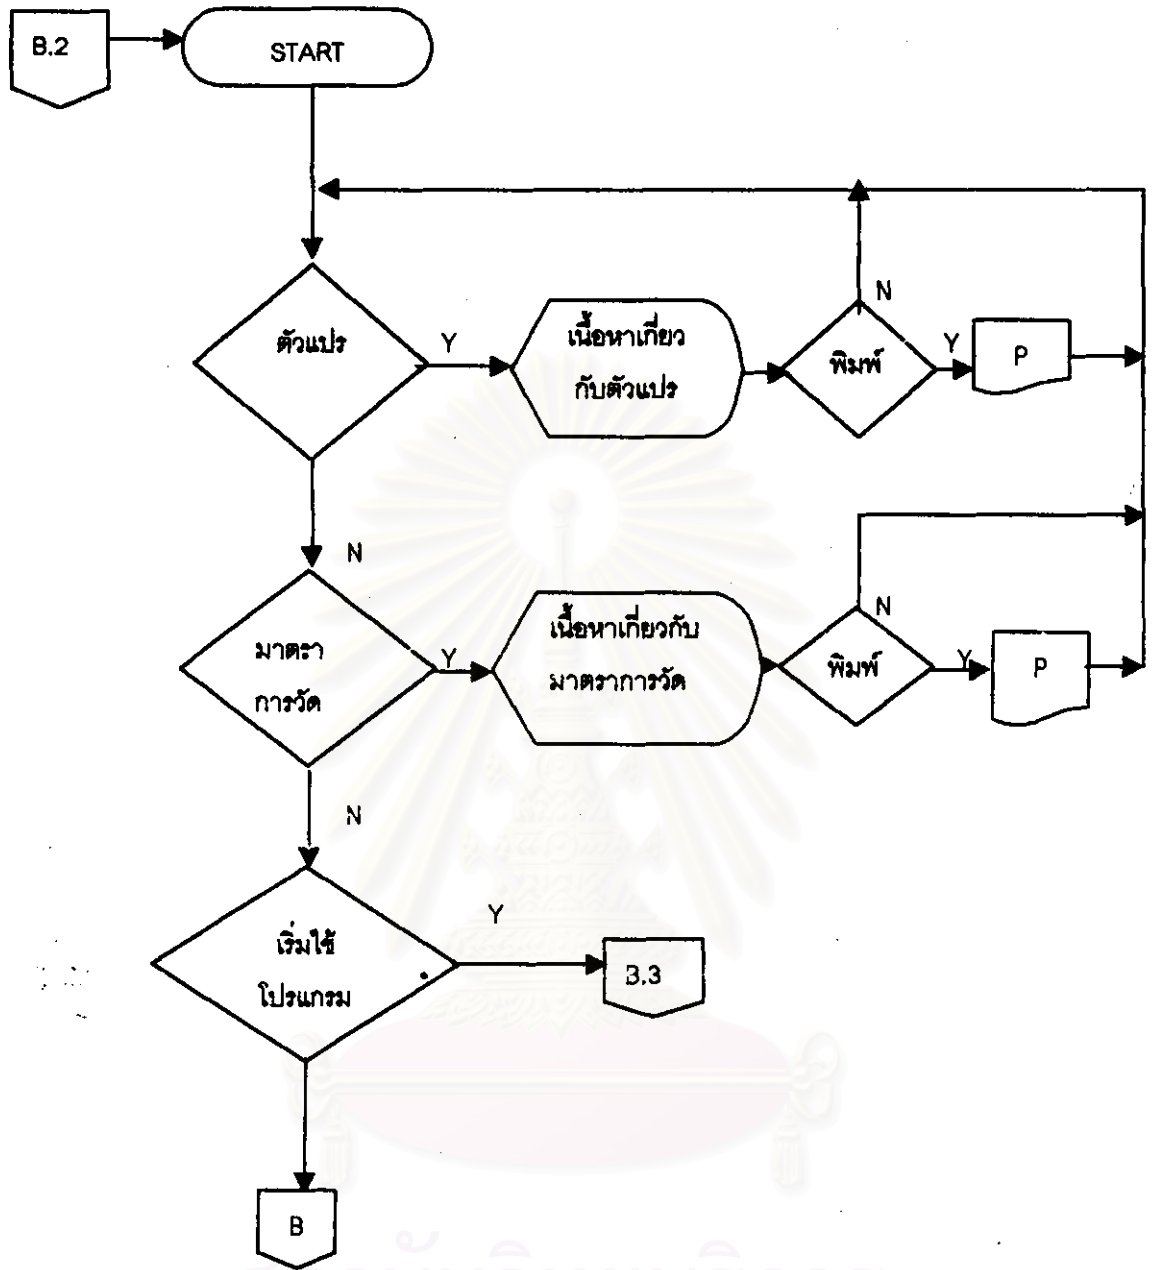 B.2
START
N
ตัวแปร
Y
เนื้อหาเกี่ยว
กับตัวแปร
พิมพ์
Y
P
N
มาตรา
การวัด
Y
เนื้อหาเกี่ยวกับ
มาตราการวัด
N
พิมพ์
Y
P
N
เริ่มใช้
โปรแกรม
Y
B.3
B